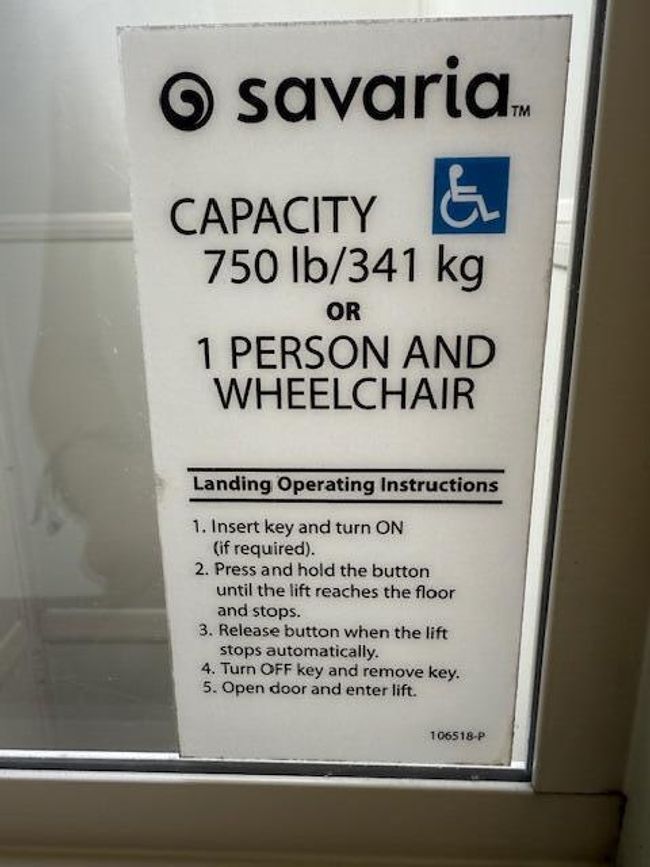 savaria™
CAPACITY
750 lb/341 kg
OR
1 PERSON AND
WHEELCHAIR
Landing Operating Instructions
1. Insert key and turn ON
(if required).
2. Press and hold the button
until the lift reaches the floor
and stops.
3. Release button when the lift
stops automatically.
4. Turn OFF key and remove key.
5. Open door and enter lift.
106518-P